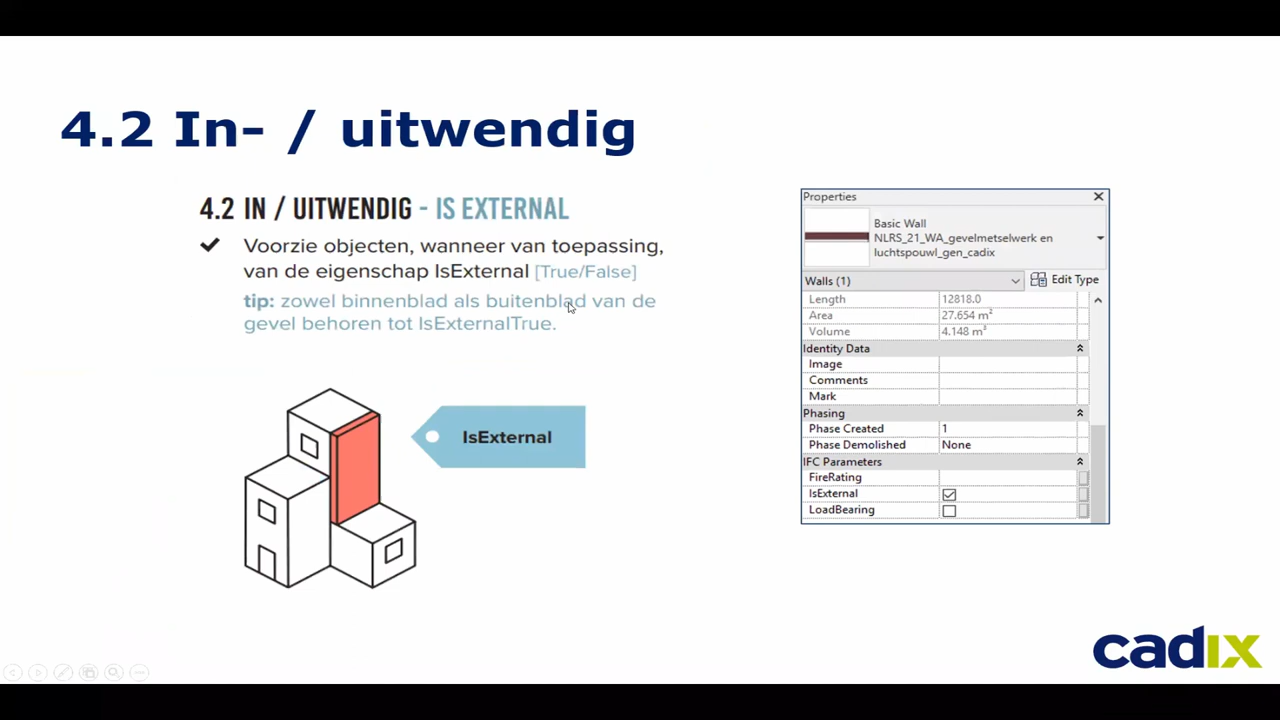 4.2 In- / uitwendig
4.2 IN / UITWENDIG - IS EXTERNAL
Voorzie objecten, wanneer van toepassing,
van de eigenschap IsExternal [True/False]
tip: zowel binnenblad als buitenblad van de
gevel behoren tot IsExternalTrue.
IsExternal
Properties
Basic Wall
NLRS_21_WA_gevelmetselwerk en
luchtspouwl_gen_cadix
Walls (1)
Edit Type
Length 12818.0
Area 27.654 m²
Volume 4.148 m³
Identity Data
Image
Comments
Mark
Phasing
Phase Created 1
Phase Demolished None
IFC Parameters
FireRating
IsExternal
LoadBearing
cadix